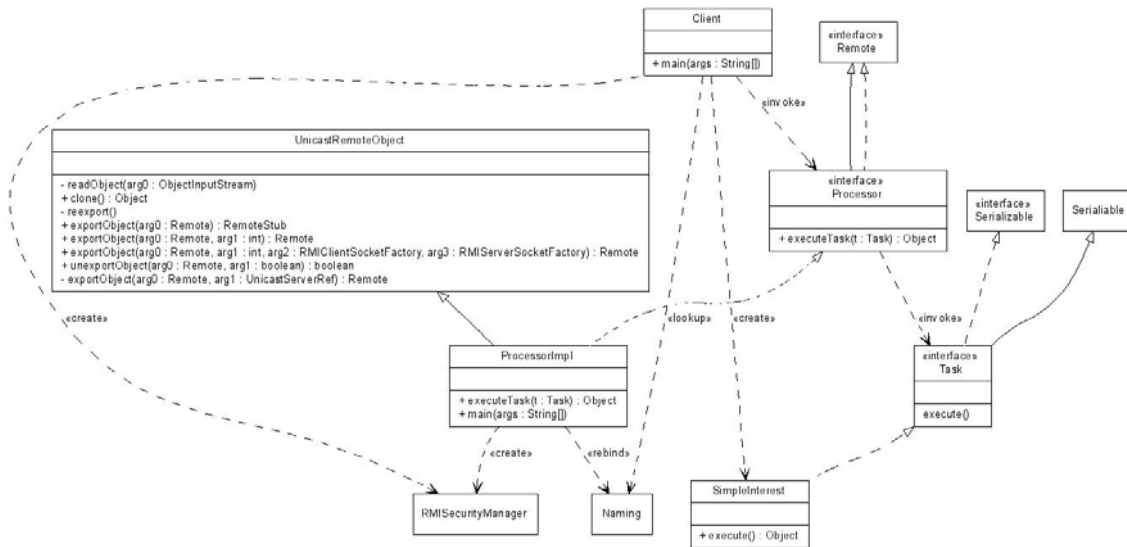 Client
+ main(args : String[])
«interface»
Remote
«invoke»
UnicastRemoteObject
- readObject(arg0 : ObjectInputStream)
+ clone() : Object
- reexport()
+ exportObject(arg0 : Remote) : RemoteStub
+ exportObject(arg0 : Remote, arg1 : int) : Remote
+ exportObject(arg0 : Remote, arg1 : int, arg2 : RMIClientSocketFactory, arg3 : RMIServerSocketFactory) : Remote
+ unexportObject(arg0 : Remote, arg1 : boolean) : boolean
- exportObject(arg0 : Remote, arg1 : UnicastServerRef) : Remote
«interface»
Processor
+ executeTask(t : Task) : Object
«interface»
Serializable
Serialiable
«create»
«lookup»
«create»
«invoke»
ProcessorImpl
+ executeTask(t : Task) : Object
+ main(args : String[])
«interface»
Task
execute()
«create»
«rebind»
RMISecurityManager
Naming
SimpleInterest
+ execute() : Object